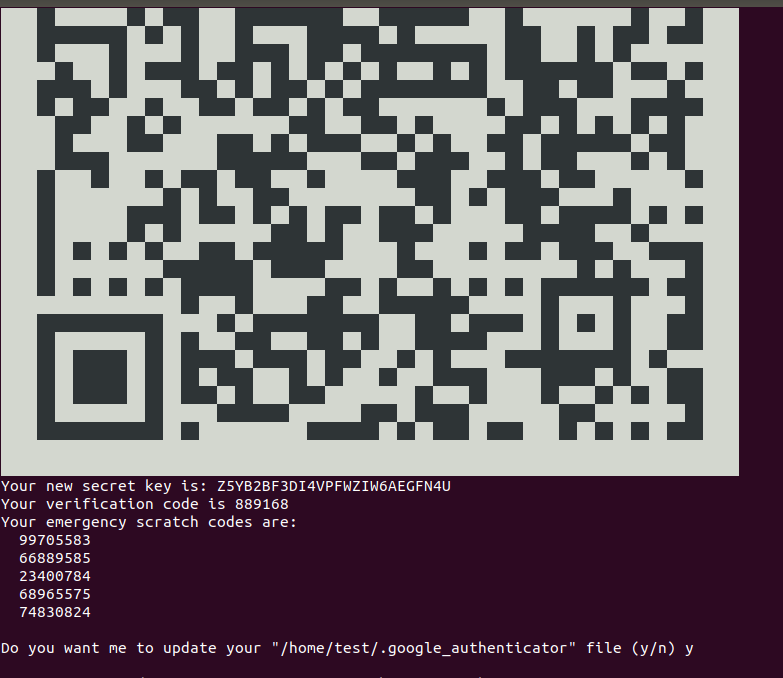 Your new secret key is: Z5YB2BF3DI4VPFWZIW6AEGFN4U
Your verification code is 889168
Your emergency scratch codes are:
99705583
66889585
23400784
68965575
74830824
Do you want me to update your "/home/test/.google_authenticator" file (y/n) y